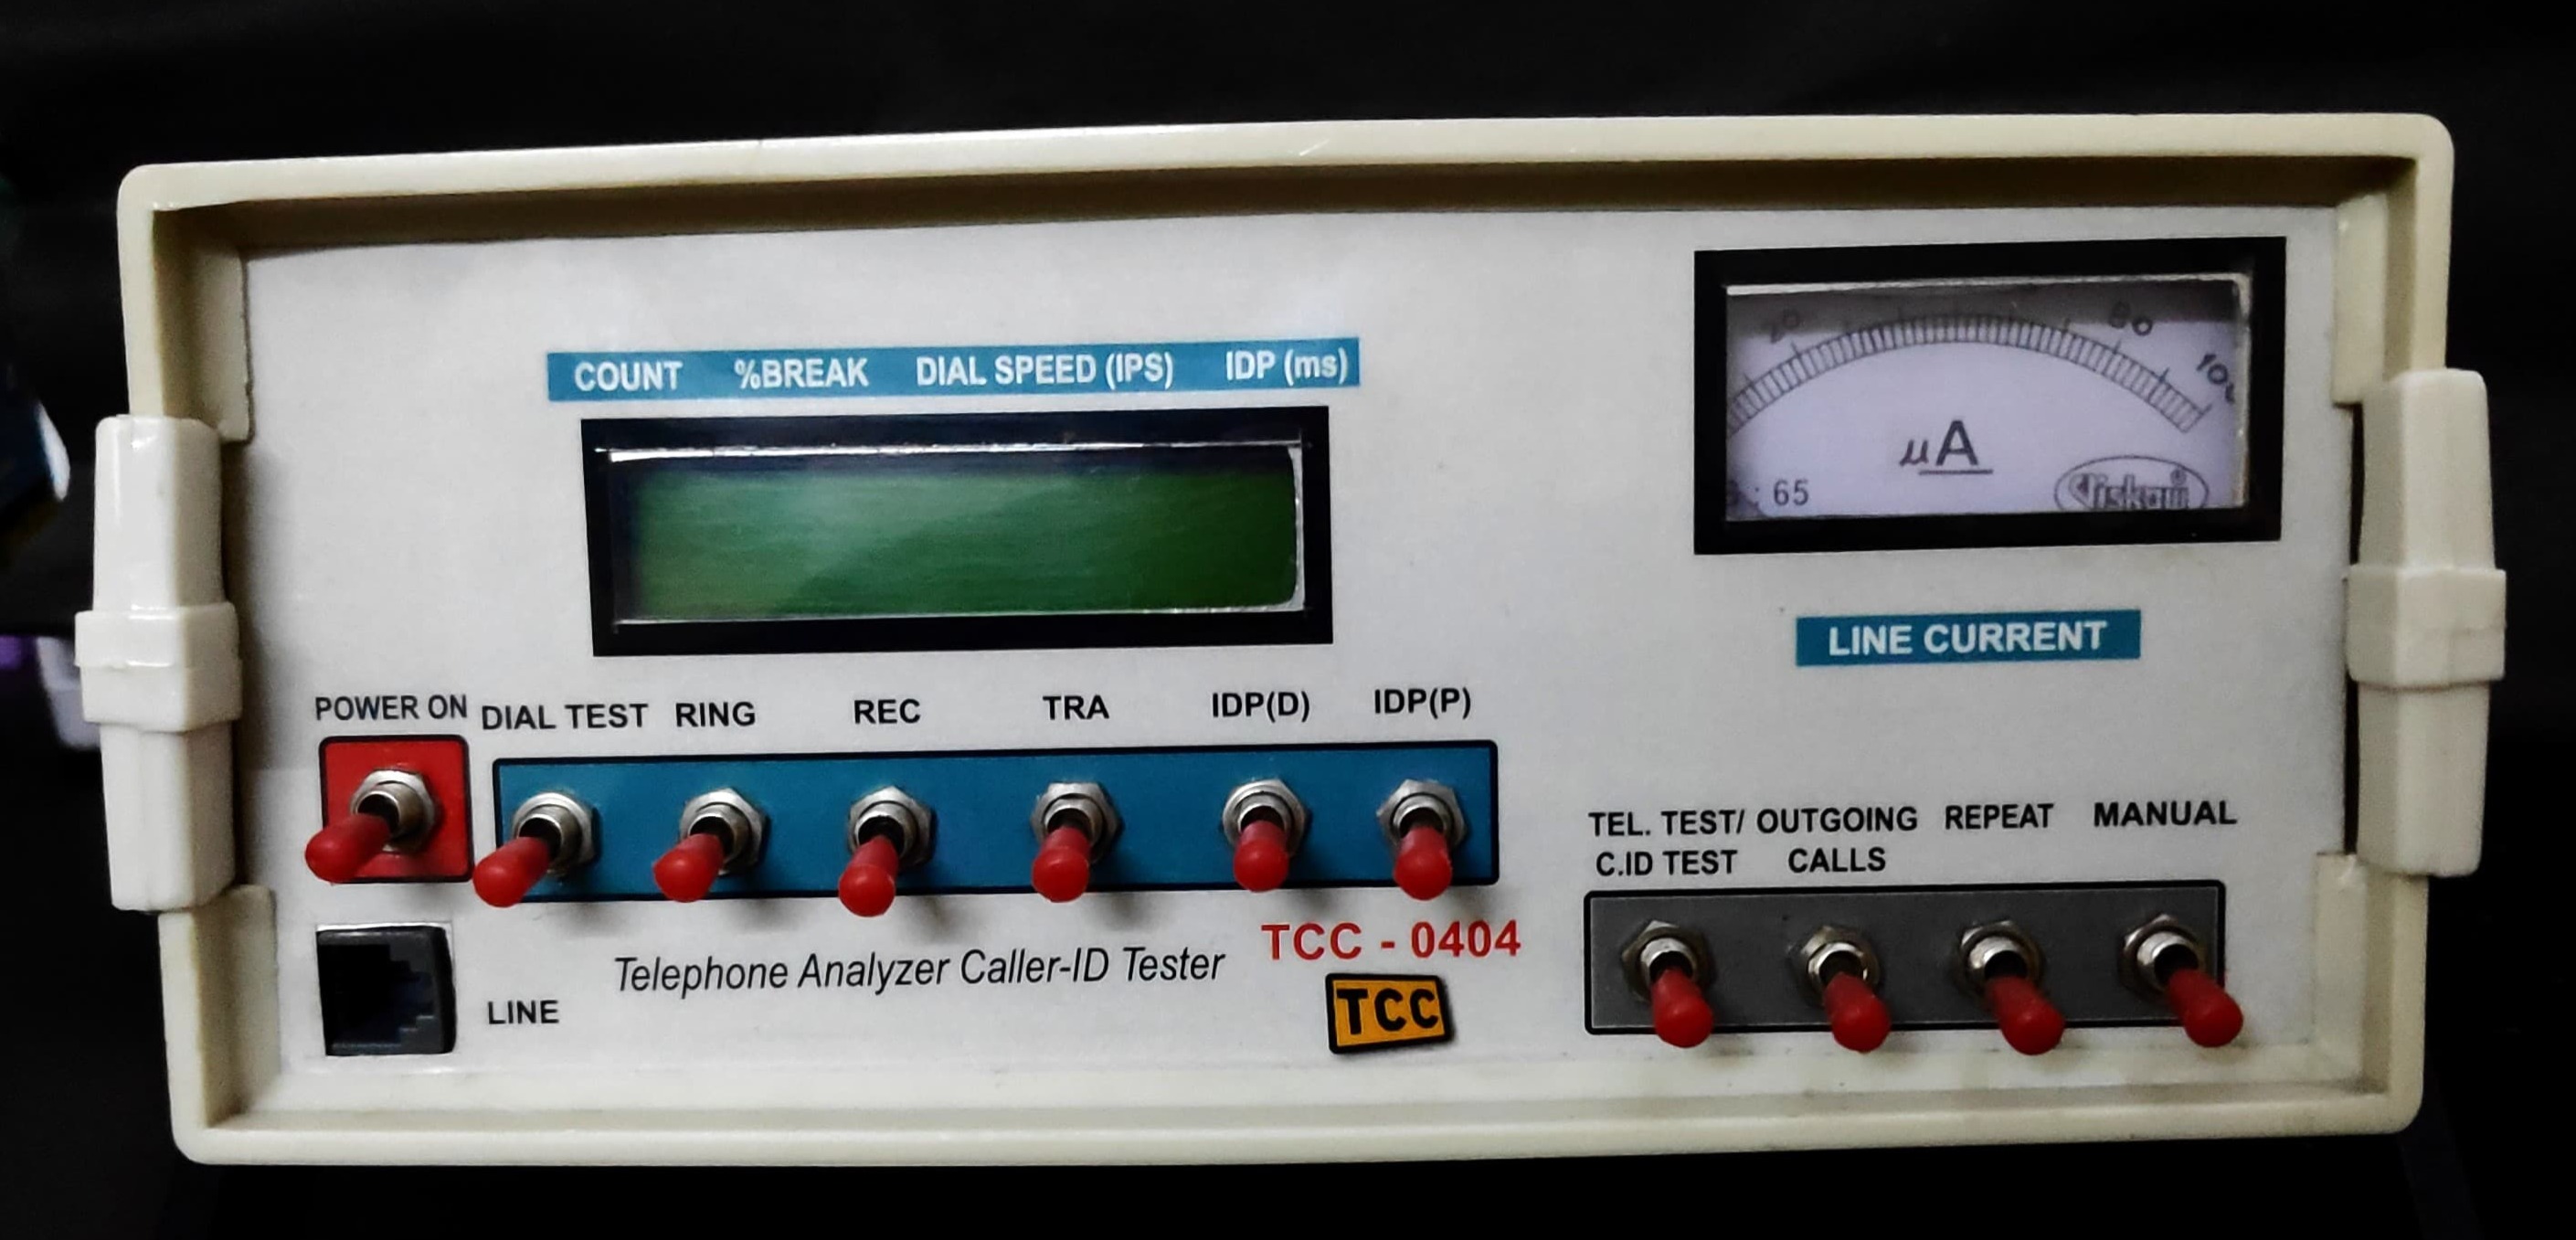 COUNT %BREAK DIAL SPEED (IPS) IDP (ms)
80
µA
65
LINE CURRENT
POWER ON DIAL TEST RING REC TRA IDP(D) IDP(P)
TEL. TEST/ OUTGOING REPEAT MANUAL
C.ID TEST CALLS
TCC - 0404
Telephone Analyzer Caller-ID Tester
TCC
LINE